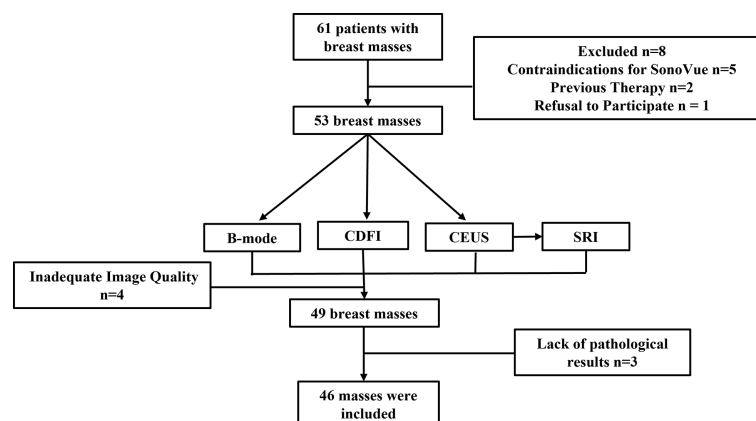 61 patients with
breast masses
Excluded n=8
Contraindications for SonoVue n=5
Previous Therapy n=2
Refusal to Participate n = 1
53 breast masses
B-mode
CDFI
CEUS
SRI
Inadequate Image Quality
n=4
49 breast masses
Lack of pathological
results n=3
46 masses were
included